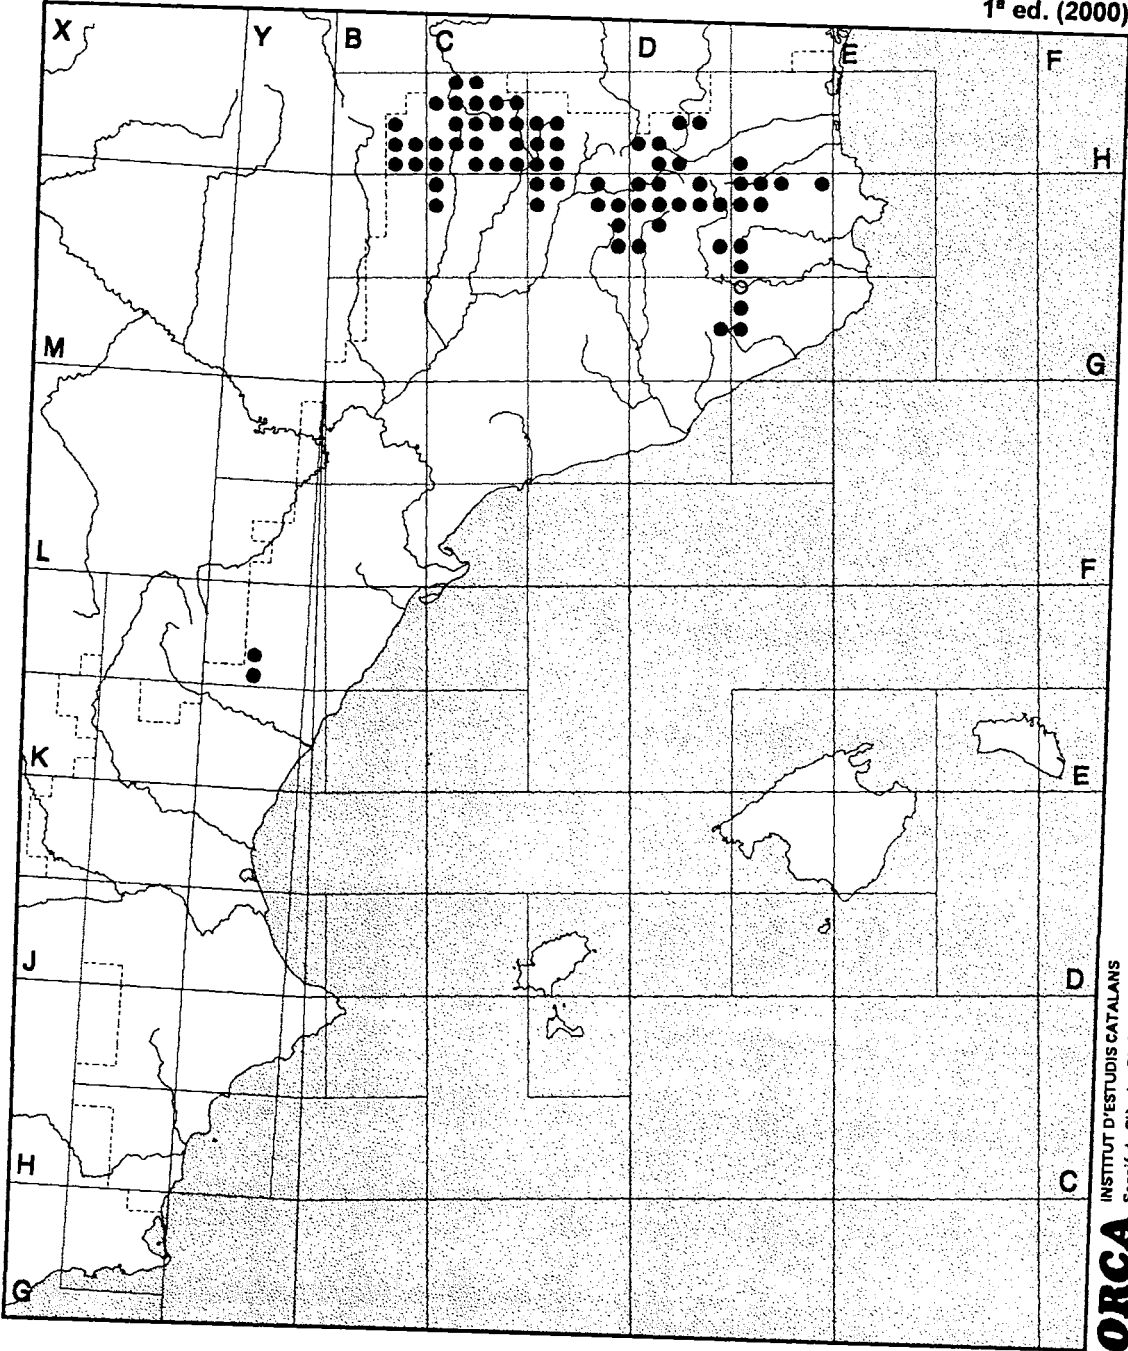 1ª ed. (2000)
X Y B C D E F
H
M
G
L
F
K
E
J
D
H
C
G
INSTITUT D'ESTUDIS CATALANS
ORCA